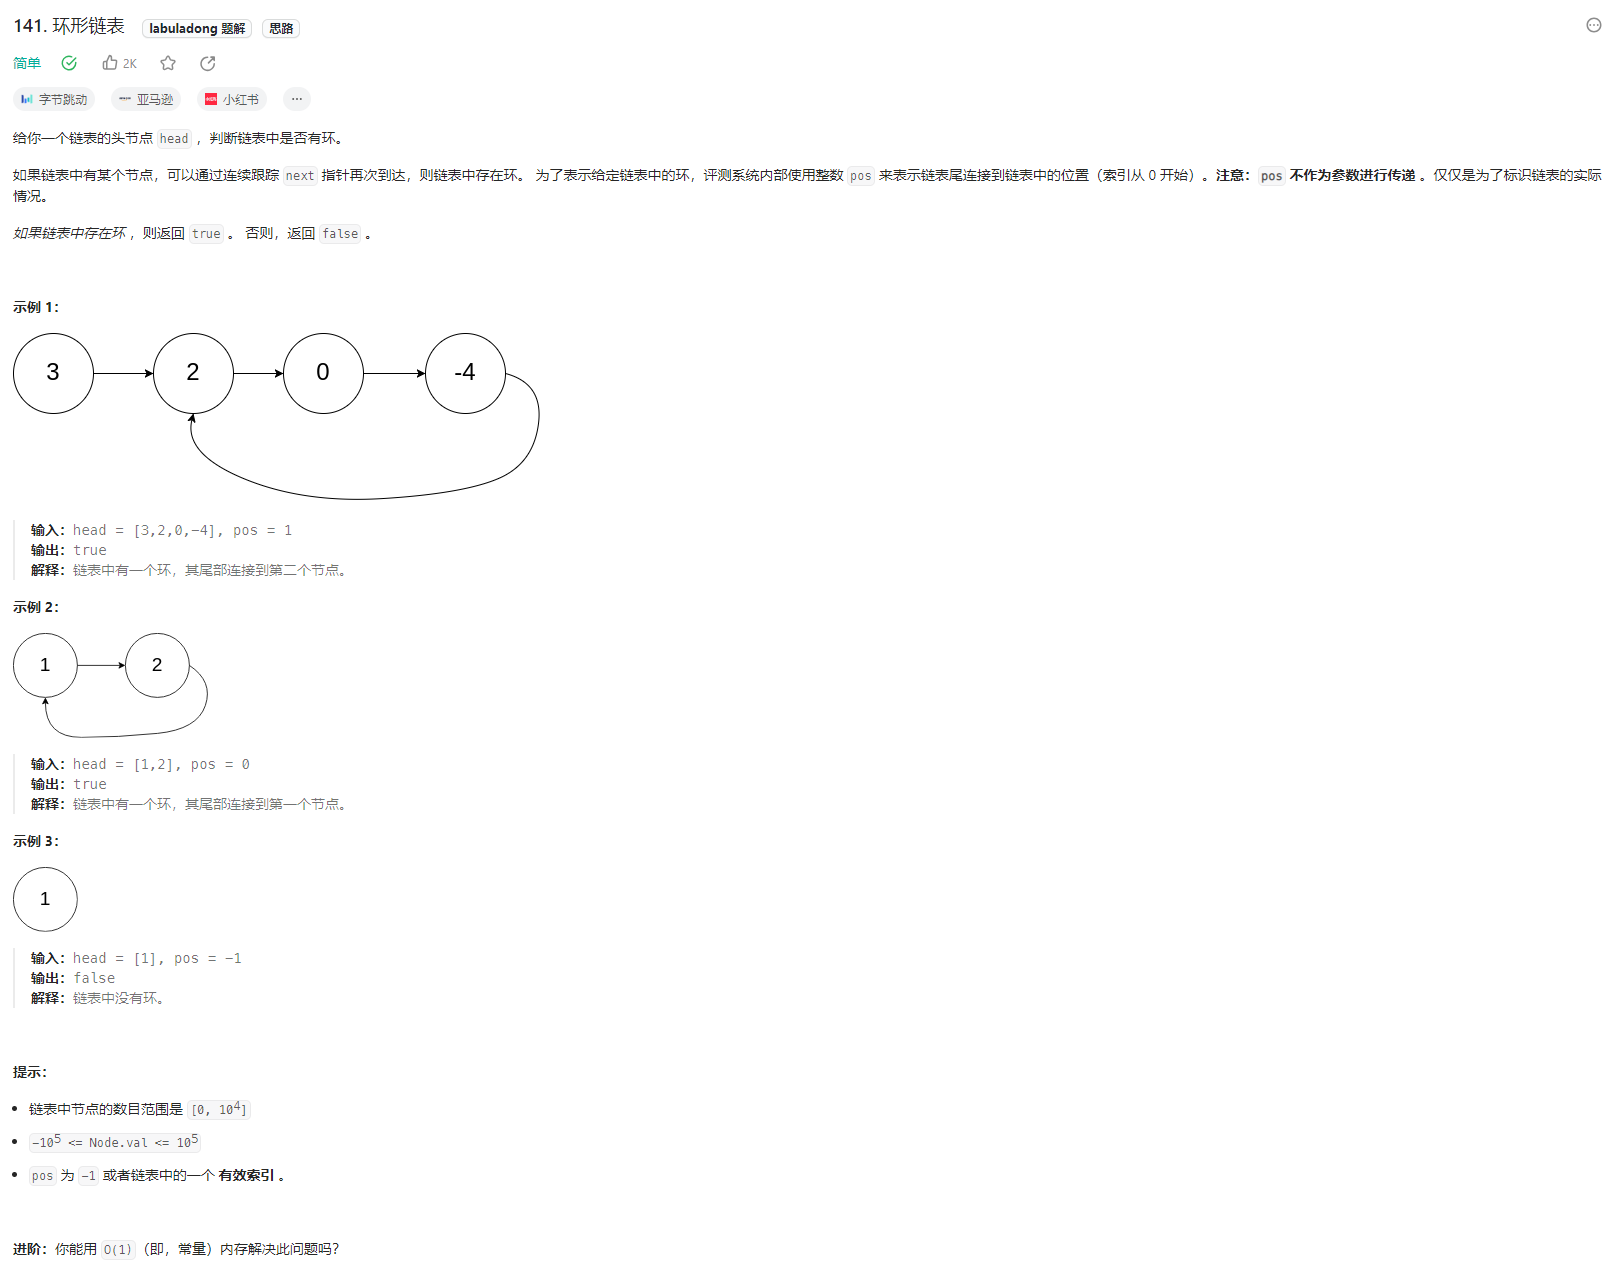 141. 环形链表 labuladong 题解 思路
简单 2K
字节跳动 亚马逊 小红书 ···
给你一个链表的头节点 head ，判断链表中是否有环。
如果链表中有某个节点，可以通过连续跟踪 next 指针再次到达，则链表中存在环。 为了表示给定链表中的环，评测系统内部使用整数 pos 来表示链表尾连接到链表中的位置（索引从 0 开始）。注意：pos 不作为参数进行传递 。仅仅是为了标识链表的实际
情况。
如果链表中存在环 ，则返回 true 。 否则，返回 false 。
示例 1：
3 2 0 -4
输入：head = [3,2,0,-4], pos = 1
输出：true
解释：链表中有一个环，其尾部连接到第二个节点。
示例 2：
1 2
输入：head = [1,2], pos = 0
输出：true
解释：链表中有一个环，其尾部连接到第一个节点。
示例 3：
1
输入：head = [1], pos = -1
输出：false
解释：链表中没有环。
提示：
• 链表中节点的数目范围是 [0, 10⁴]
• -10⁵ <= Node.val <= 10⁵
• pos 为 -1 或者链表中的一个 有效索引 。
进阶：你能用 O(1)（即，常量）内存解决此问题吗？